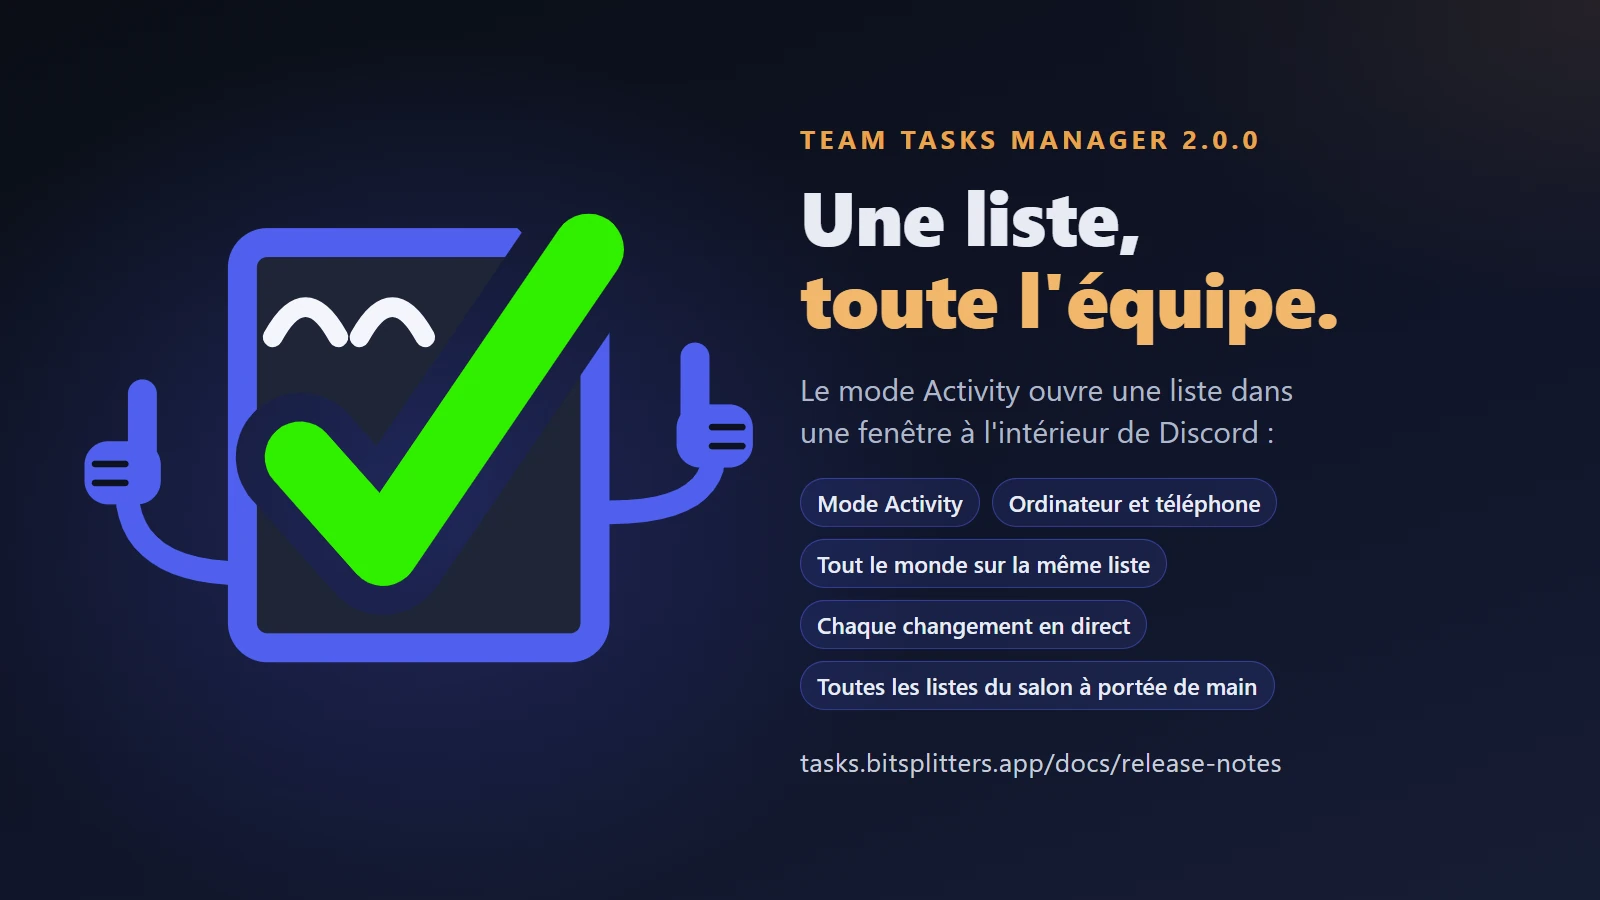 TEAM TASKS MANAGER 2.0.0
Une liste,
toute l'équipe.
Le mode Activity ouvre une liste dans
une fenêtre à l'intérieur de Discord :
Mode Activity
Ordinateur et téléphone
Tout le monde sur la même liste
Chaque changement en direct
Toutes les listes du salon à portée de main
tasks.bitsplitters.app/docs/release-notes